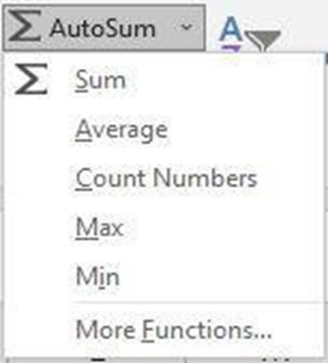 Σ AutoSum
Σ Sum
Average
Count Numbers
Max
Min
More Functions...